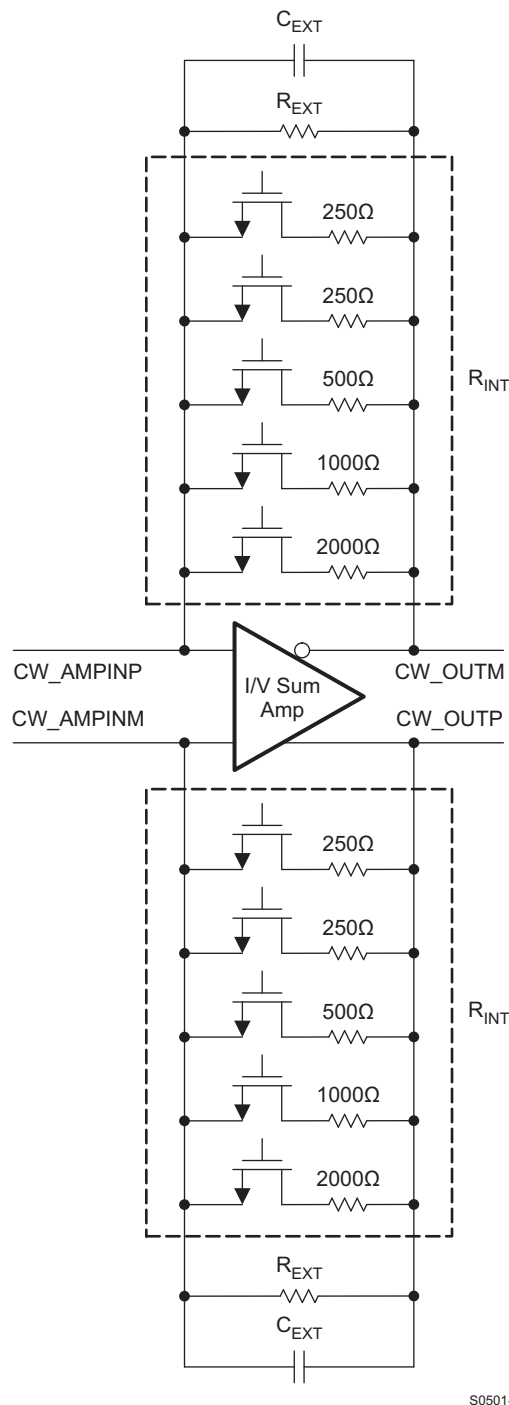 C_EXT
R_EXT
250Ω
250Ω
500Ω
R_INT
1000Ω
2000Ω
CW_AMPINP
I/V Sum
Amp
CW_OUTM
CW_AMPINM
CW_OUTP
250Ω
250Ω
500Ω
R_INT
1000Ω
2000Ω
R_EXT
C_EXT
S0501-